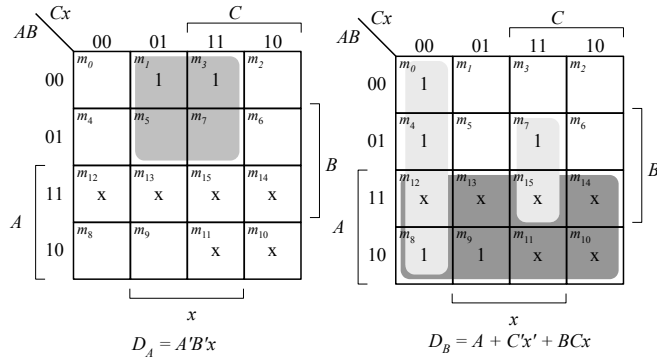 Cx C
AB 00 01 11 10
00 m0 m1 1 m3 1 m2
01 m4 m5 m7 m6
11 m12 x m13 x m15 x m14 x
10 m8 m9 m11 x m10 x
A B
x
DA = A'B'x
Cx C
AB 00 01 11 10
00 m0 1 m1 m3 m2
01 m4 1 m5 m7 1 m6
11 m12 x m13 x m15 x m14 x
10 m8 1 m9 1 m11 x m10 x
A B
x
DB = A + C'x' + BCx